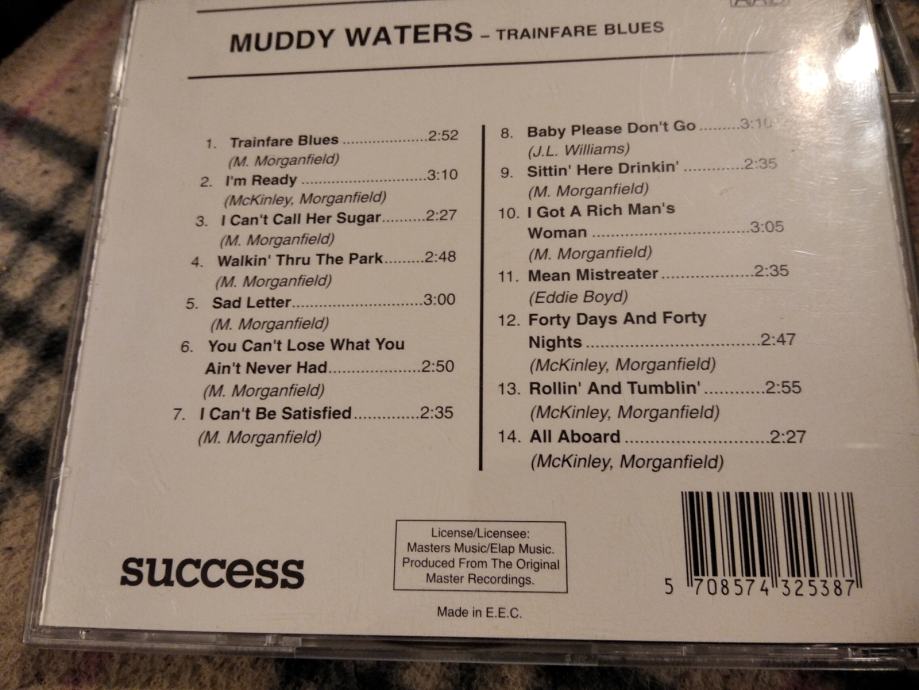 AAD
MUDDY WATERS – TRAINFARE BLUES
1. Trainfare Blues ....................2:52
(M. Morganfield)
2. I'm Ready ..........................3:10
(McKinley, Morganfield)
3. I Can't Call Her Sugar..........2:27
(M. Morganfield)
4. Walkin' Thru The Park.........2:48
(M. Morganfield)
5. Sad Letter...........................3:00
(M. Morganfield)
6. You Can't Lose What You
Ain't Never Had...................2:50
(M. Morganfield)
7. I Can't Be Satisfied..............2:35
(M. Morganfield)
8. Baby Please Don't Go .........3:10
(J.L. Williams)
9. Sittin' Here Drinkin' .............2:35
(M. Morganfield)
10. I Got A Rich Man's
Woman .................................3:05
(M. Morganfield)
11. Mean Mistreater ...................2:35
(Eddie Boyd)
12. Forty Days And Forty
Nights ....................................2:47
(McKinley, Morganfield)
13. Rollin' And Tumblin' .............2:55
(McKinley, Morganfield)
14. All Aboard .............................2:27
(McKinley, Morganfield)
success
License/Licensee:
Masters Music/Elap Music.
Produced From The Original
Master Recordings.
Made in E.E.C.
5 708574 325387